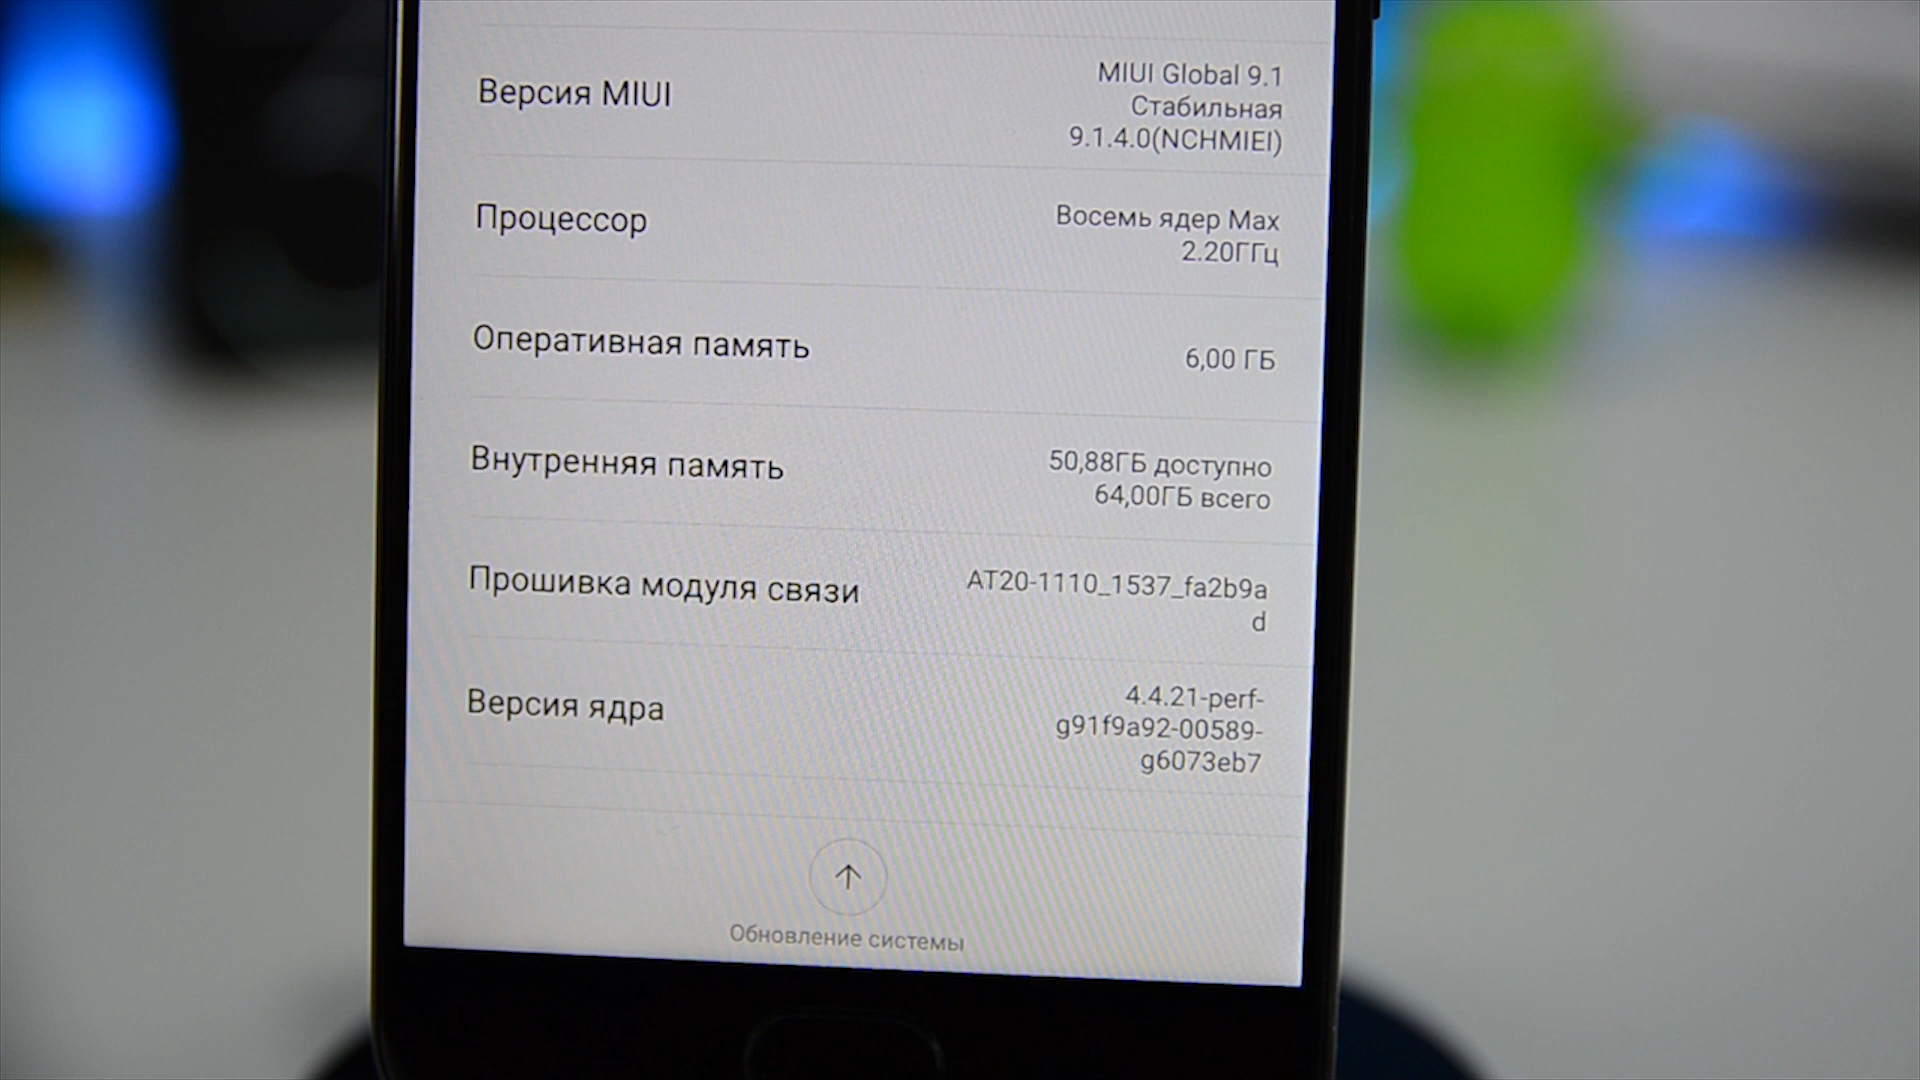 Версия MIUI
MIUI Global 9.1
Стабильная
9.1.4.0(NCHMIEI)
Процессор
Восемь ядер Max
2.20ГГц
Оперативная память
6,00 ГБ
Внутренняя память
50,88ГБ доступно
64,00ГБ всего
Прошивка модуля связи
AT20-1110_1537_fa2b9a
d
Версия ядра
4.4.21-perf-
g91f9a92-00589-
g6073eb7
Обновление системы